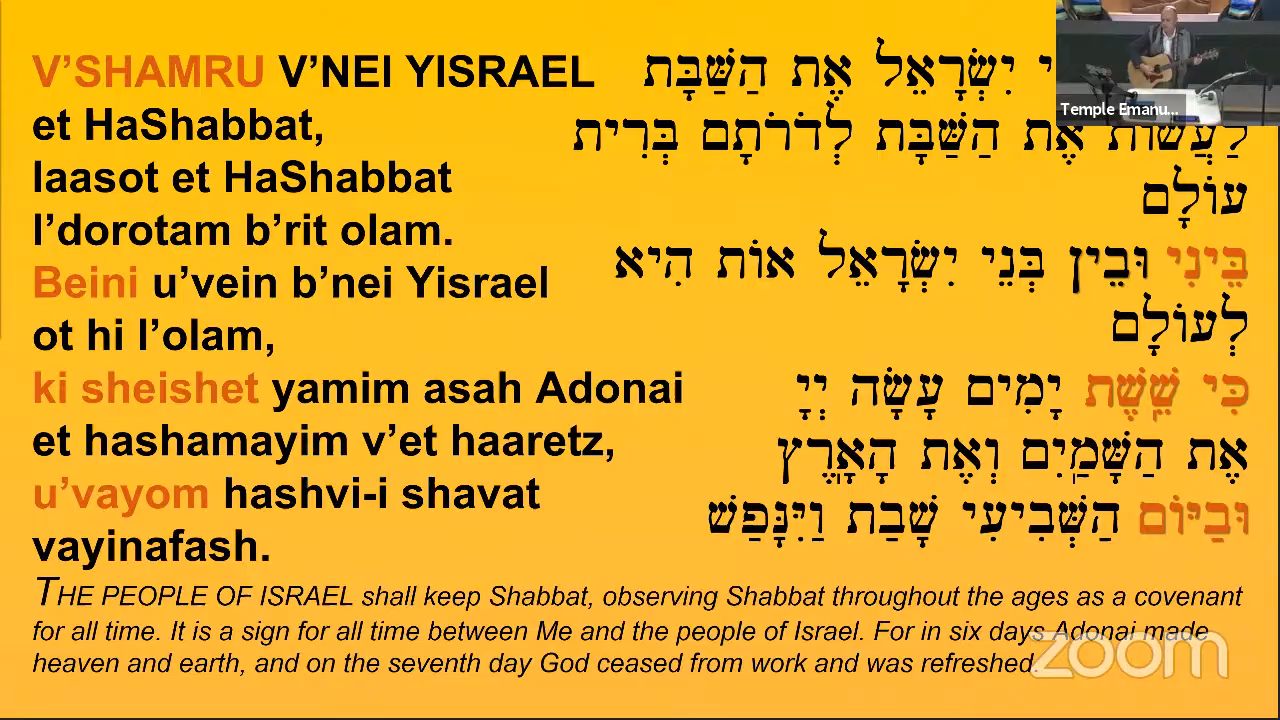 V’SHAMRU V’NEI YISRAEL
et HaShabbat,
laasot et HaShabbat
l’dorotam b’rit olam.
Beini u’vein b’nei Yisrael
ot hi l’olam,
ki sheishet yamim asah Adonai
et hashamayim v’et haaretz,
u’vayom hashvi-i shavat
vayinafash.
יִשְׂרָאֵל אֶת הַשַּׁבָּת
לַעֲשׂוֹת אֶת הַשַּׁבָּת לְדֹרֹתָם בְּרִית
עוֹלָם
בֵּינִי וּבֵין בְּנֵי יִשְׂרָאֵל אוֹת הִיא
לְעוֹלָם
כִּי שֵׁשֶׁת יָמִים עָשָׂה יְיָ
אֶת הַשָּׁמַיִם וְאֶת הָאָרֶץ
וּבַיּוֹם הַשְּׁבִיעִי שָׁבַת וַיִּנָּפַשׁ
THE PEOPLE OF ISRAEL shall keep Shabbat, observing Shabbat throughout the ages as a covenant
for all time. It is a sign for all time between Me and the people of Israel. For in six days Adonai made
heaven and earth, and on the seventh day God ceased from work and was refreshed.
Temple Emanu...
zoom